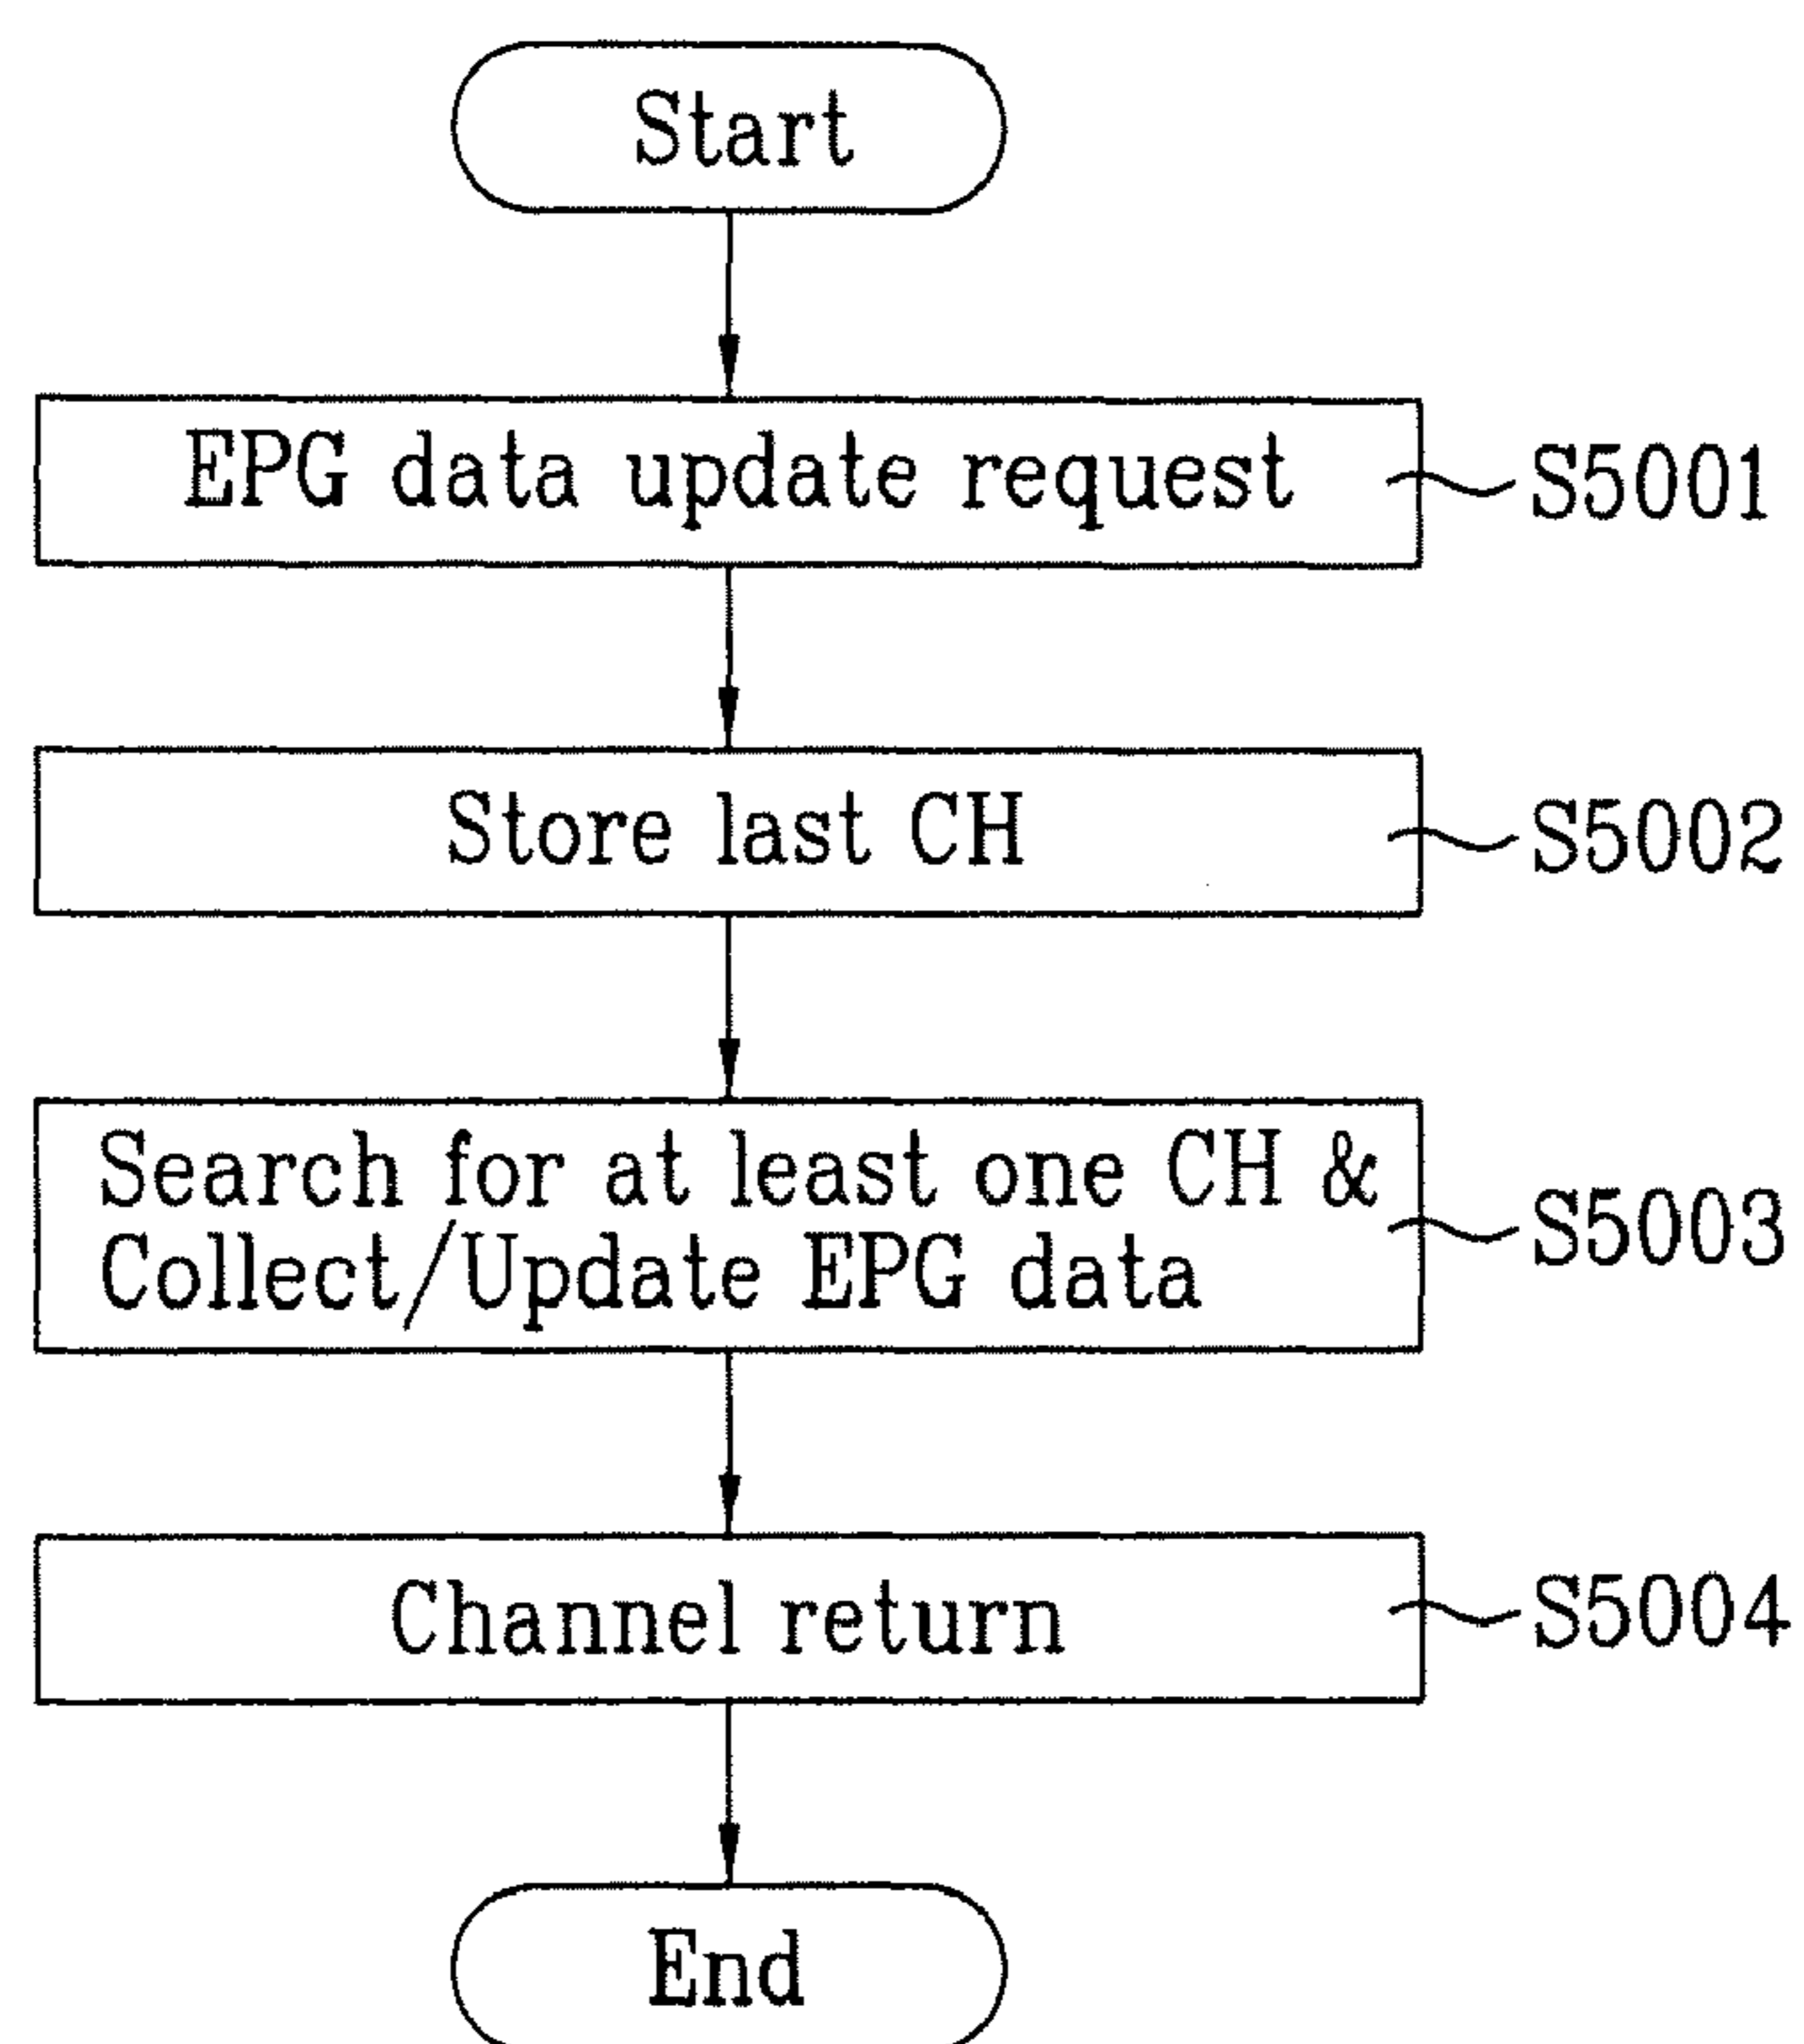 Start
EPG data update request
S5001
Store last CH
S5002
Search for at least one CH &
Collect/Update EPG data
S5003
Channel return
S5004
End